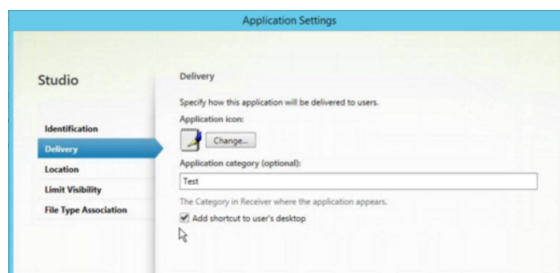 Application Settings
Studio
Identification
Delivery
Location
Limit Visibility
File Type Association
Delivery
Specify how this application will be delivered to users.
Application icon:
Change...
Application category (optional):
Test
The Category in Receiver where the application appears.
Add shortcut to user's desktop